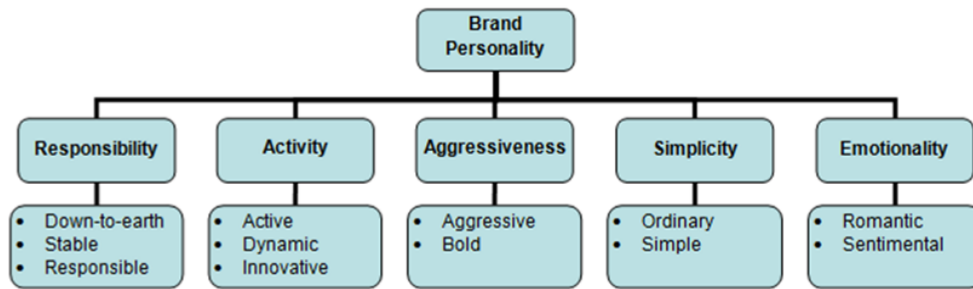 Brand
Personality
Responsibility
Activity
Aggressiveness
Simplicity
Emotionality
• Down-to-earth
• Stable
• Responsible
• Active
• Dynamic
• Innovative
• Aggressive
• Bold
• Ordinary
• Simple
• Romantic
• Sentimental